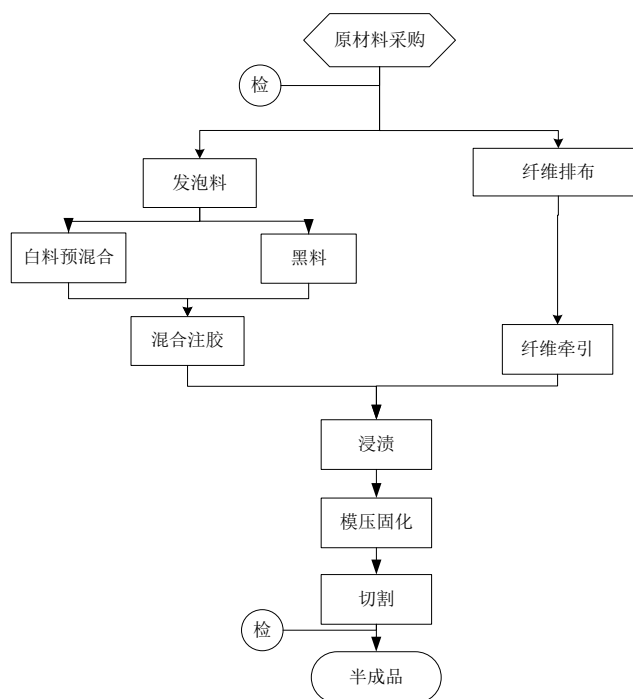 原材料采购
检
发泡料
纤维排布
白料预混合
黑料
混合注胶
纤维牵引
浸渍
模压固化
切割
检
半成品